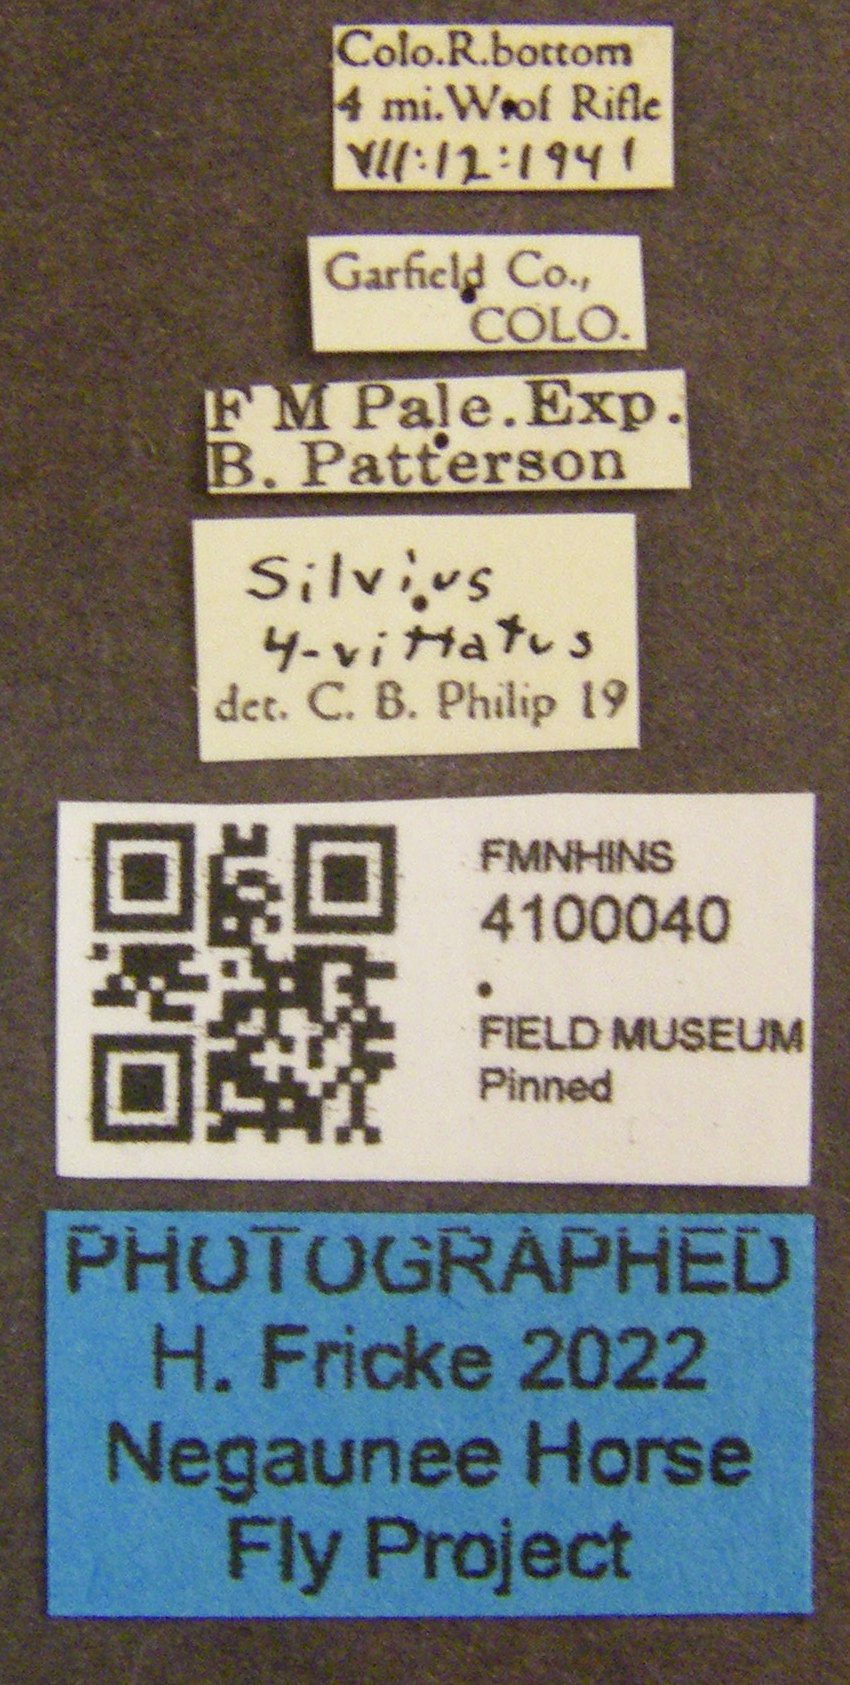 Colo.R.bottom
4 mi.W.of Rifle
VII:12:1941
Garfield Co.,
COLO.
F M Pale.Exp.
B. Patterson
Silvius
4-vittatus
det. C. B. Philip 19
FMNHINS
4100040
FIELD MUSEUM
Pinned
PHOTOGRAPHED
H. Fricke 2022
Negaunee Horse
Fly Project